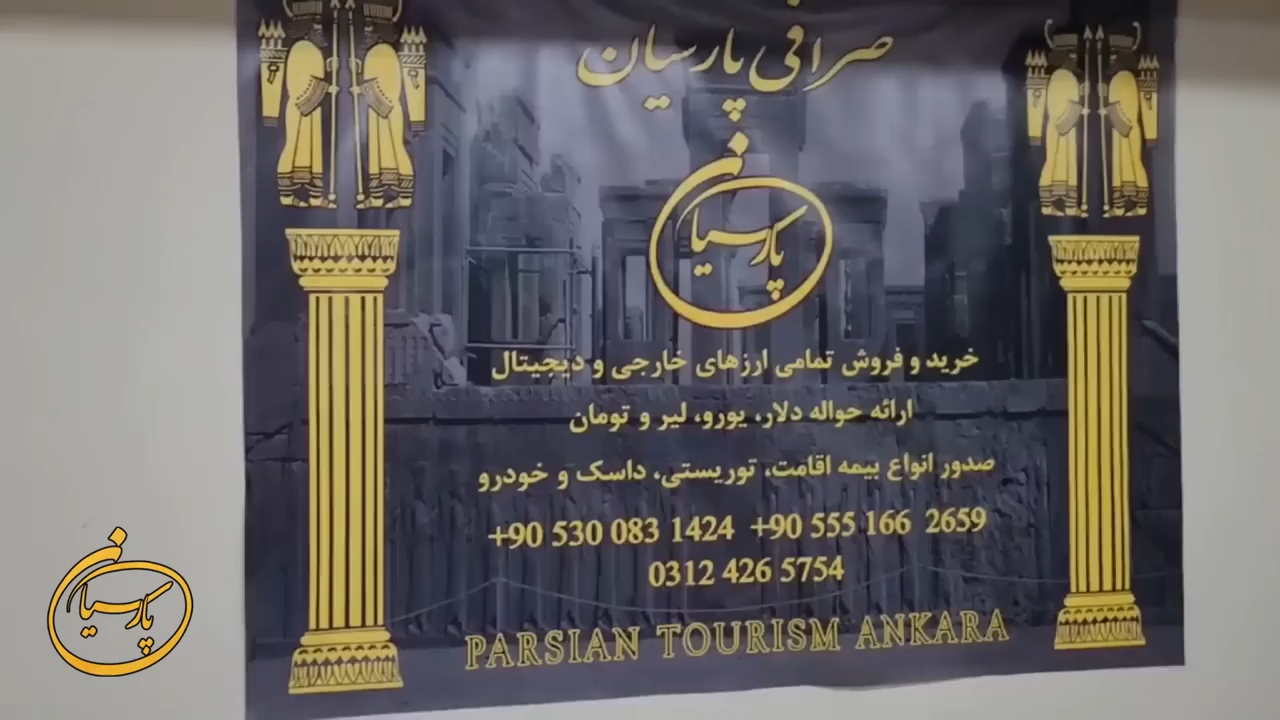 صرافی پارسیان
پارسیان
خرید و فروش تمامی ارزهای خارجی و دیجیتال
ارائه حواله دلار، یورو، لیر و تومان
صدور انواع بیمه اقامت، توریستی، داسک و خودرو
+90 530 083 1424 +90 555 166 2659
0312 426 5754
PARSIAN TOURISM ANKARA
پارسیان